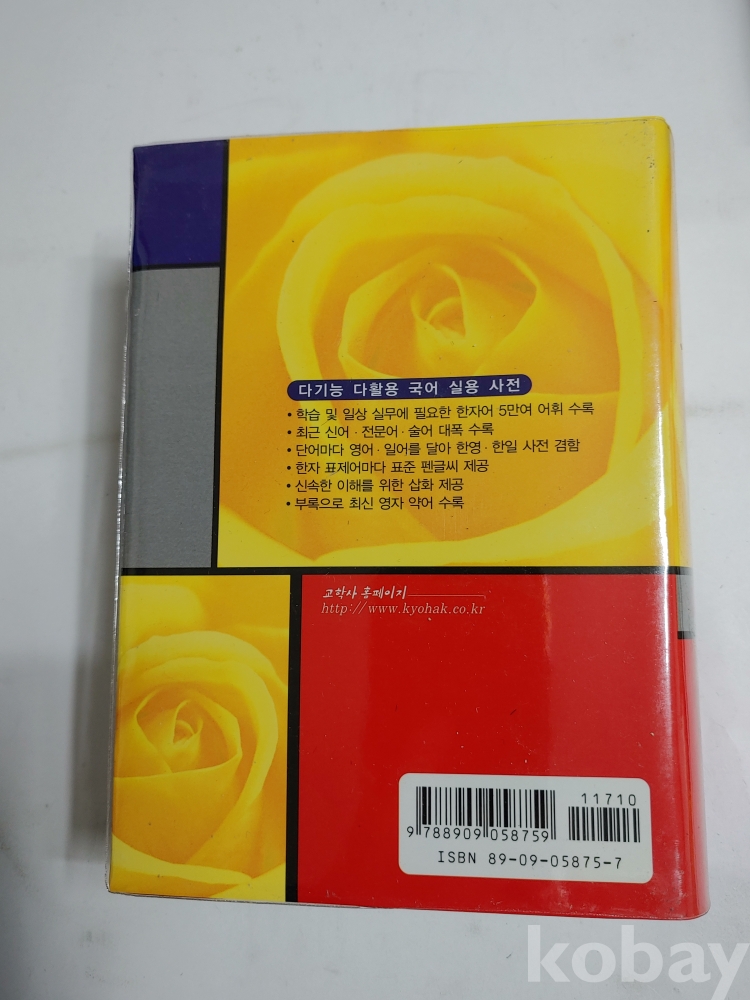 다기능 다활용 국어 실용 사전
• 학습 및 일상 실무에 필요한 한자어 5만여 어휘 수록
• 최근 신어 · 전문어 · 술어 대폭 수록
• 단어마다 영어 · 일어를 달아 한영 · 한일 사전 겸함
• 한자 표제어마다 표준 펜글씨 제공
• 신속한 이해를 위한 삽화 제공
• 부록으로 최신 영자 약어 수록
교학사 홈페이지
http://www.kyohak.co.kr
11710
9 788909 058759
ISBN 89-09-05875-7
kobay